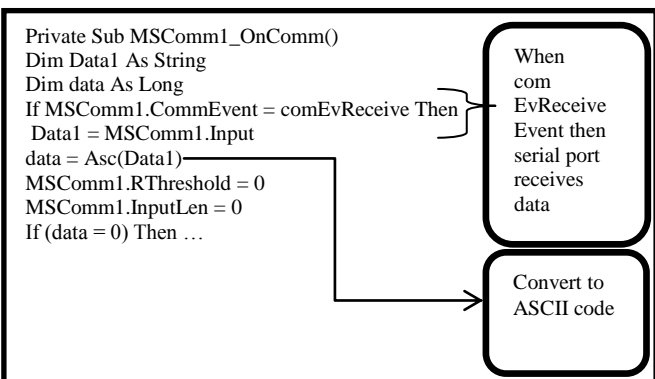 Private Sub MSComm1_OnComm()
Dim Data1 As String
Dim data As Long
If MSComm1.CommEvent = comEvReceive Then
Data1 = MSComm1.Input
data = Asc(Data1)
MSComm1.RThreshold = 0
MSComm1.InputLen = 0
If (data = 0) Then …
When
com
EvReceive
Event then
serial port
receives
data
Convert to
ASCII code